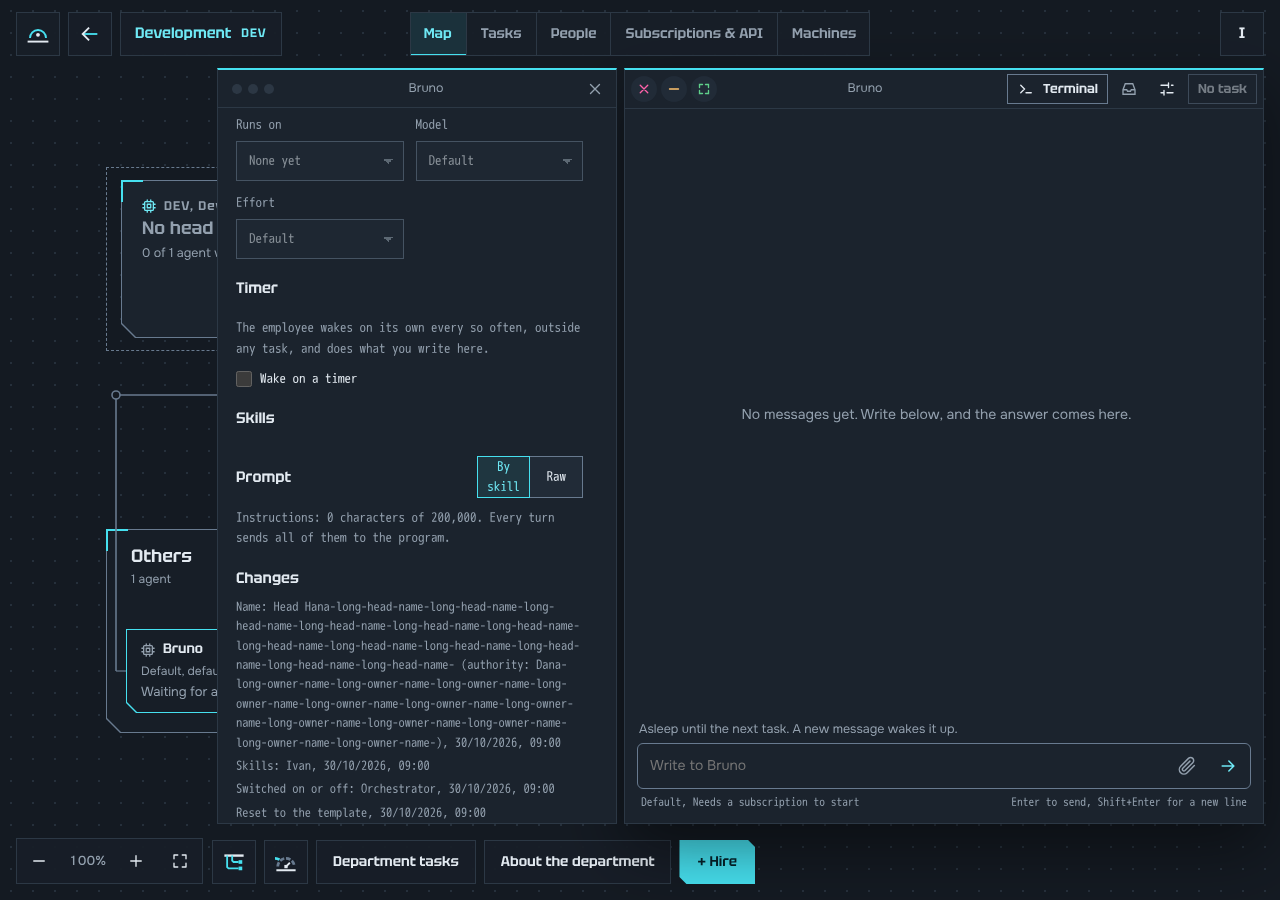 Development DEV
Map
Tasks
People
Subscriptions & API
Machines
I
DEV, Dev
No head
0 of 1 agent w
Others
1 agent
Bruno
Default, defau
Waiting for a
Bruno
Runs on
Model
None yet
Default
Effort
Default
Timer
The employee wakes on its own every so often, outside
any task, and does what you write here.
Wake on a timer
Skills
Prompt
By
skill
Raw
Instructions: 0 characters of 200,000. Every turn
sends all of them to the program.
Changes
Name: Head Hana-long-head-name-long-head-name-long-
head-name-long-head-name-long-head-name-long-head-name-
long-head-name-long-head-name-long-head-name-long-head-
name-long-head-name-long-head-name- (authority: Dana-
long-owner-name-long-owner-name-long-owner-name-long-
owner-name-long-owner-name-long-owner-name-long-owner-
name-long-owner-name-long-owner-name-long-owner-name-
long-owner-name-long-owner-name-), 30/10/2026, 09:00
Skills: Ivan, 30/10/2026, 09:00
Switched on or off: Orchestrator, 30/10/2026, 09:00
Reset to the template, 30/10/2026, 09:00
Bruno
Terminal
No task
No messages yet. Write below, and the answer comes here.
Asleep until the next task. A new message wakes it up.
Write to Bruno
Default, Needs a subscription to start
Enter to send, Shift+Enter for a new line
100%
Department tasks
About the department
+ Hire